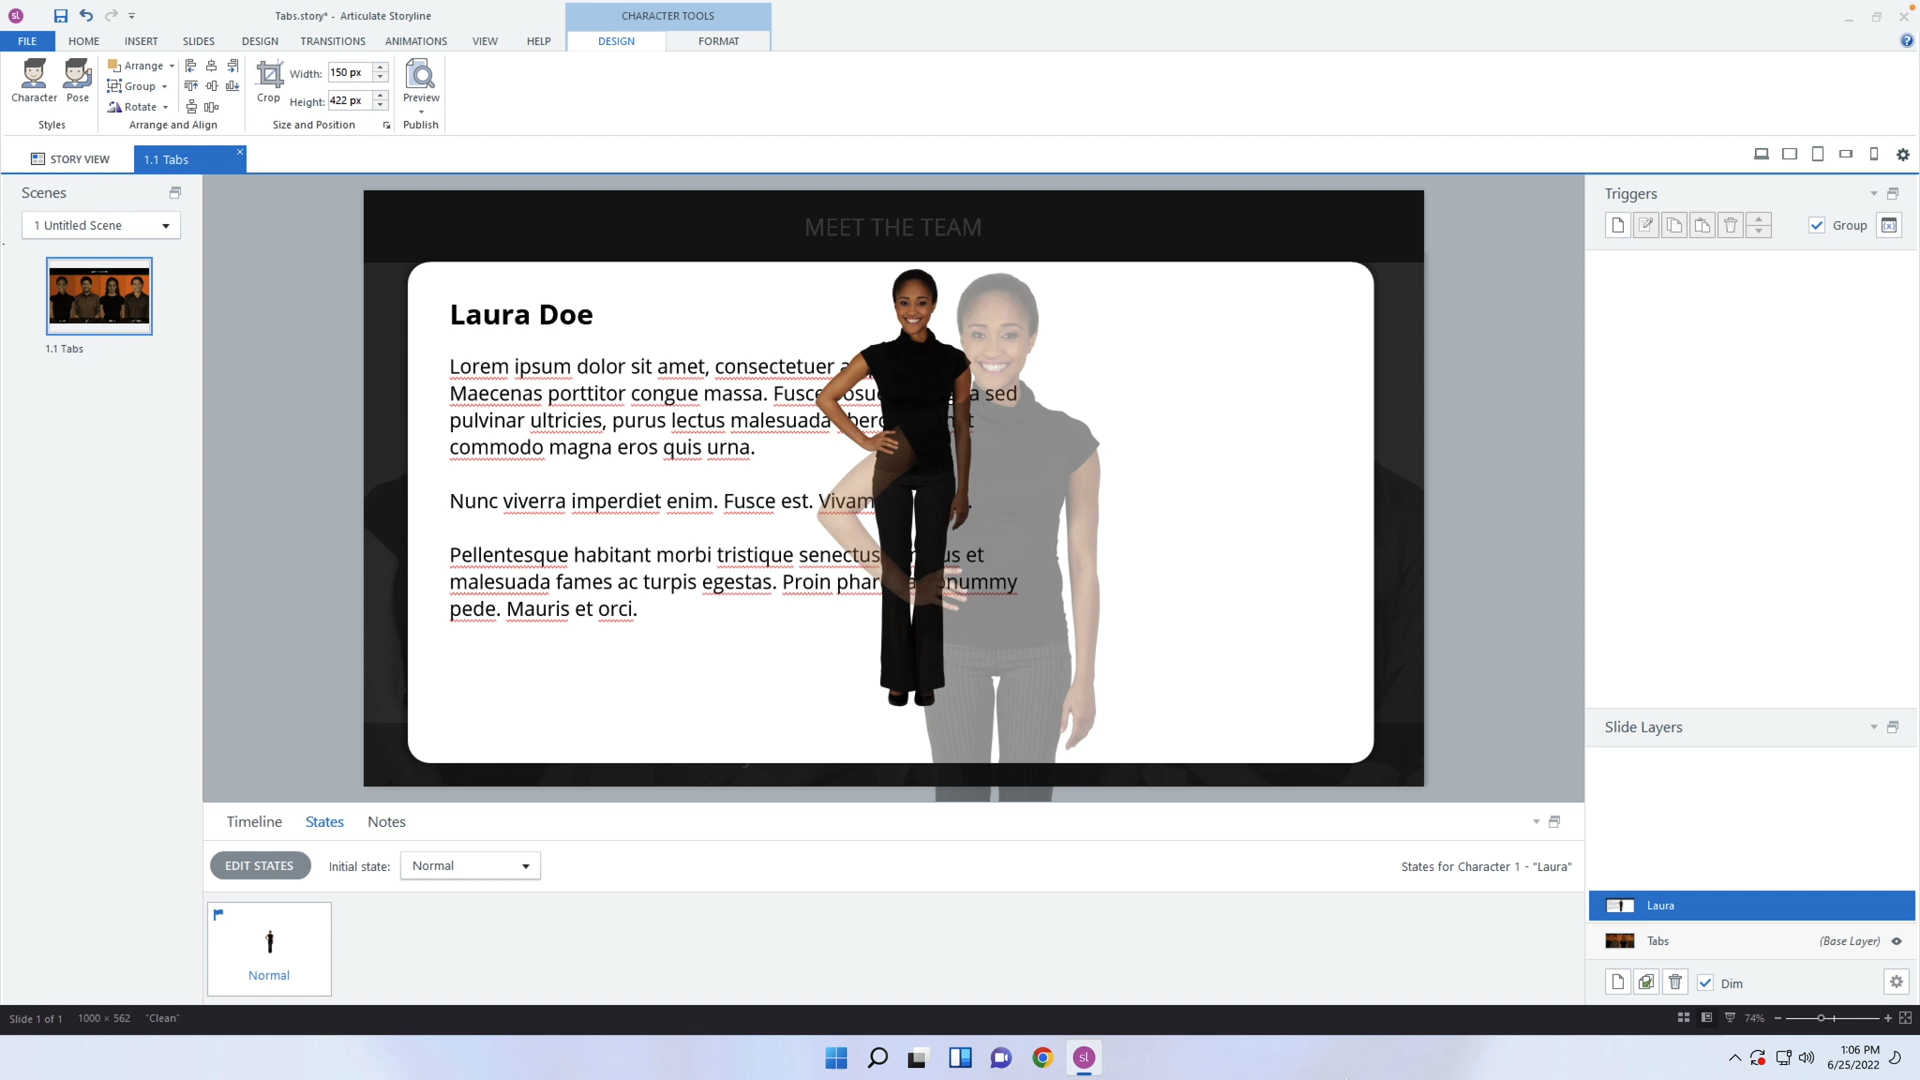 sl
Tabs.story* - Articulate Storyline
CHARACTER TOOLS
FILE
HOME
INSERT
SLIDES
DESIGN
TRANSITIONS
ANIMATIONS
VIEW
HELP
DESIGN
FORMAT
Character
Pose
Styles
Arrange
Group
Rotate
Arrange and Align
Crop
Width: 150 px
Height: 422 px
Size and Position
Preview
Publish
STORY VIEW
1.1 Tabs
Scenes
1 Untitled Scene
1.1 Tabs
MEET THE TEAM
Laura Doe
Lorem ipsum dolor sit amet, consectetuer
Maecenas porttitor congue massa. Fusce sed
pulvinar ultricies, purus lectus malesuada
commodo magna eros quis urna.
Nunc viverra imperdiet enim. Fusce est.
Pellentesque habitant morbi tristique senectus et
malesuada fames ac turpis egestas. Proin nonummy
pede. Mauris et orci.
Triggers
Group
Slide Layers
Laura
Tabs
(Base Layer)
Dim
Timeline
States
Notes
EDIT STATES
Initial state:
Normal
States for Character 1 - "Laura"
Normal
Slide 1 of 1
1000 × 562
"Clean"
74%
sl
1:06 PM
6/25/2022